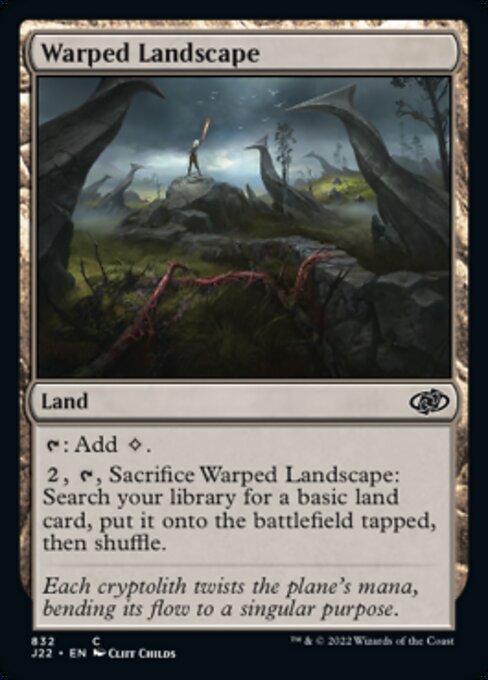 Warped Landscape
Land
: Add .
2, , Sacrifice Warped Landscape:
Search your library for a basic land
card, put it onto the battlefield tapped,
then shuffle.
Each cryptolith twists the plane's mana,
bending its flow to a singular purpose.
832 C
J22 • EN Cliff Childs
™ & © 2022 Wizards of the Coast